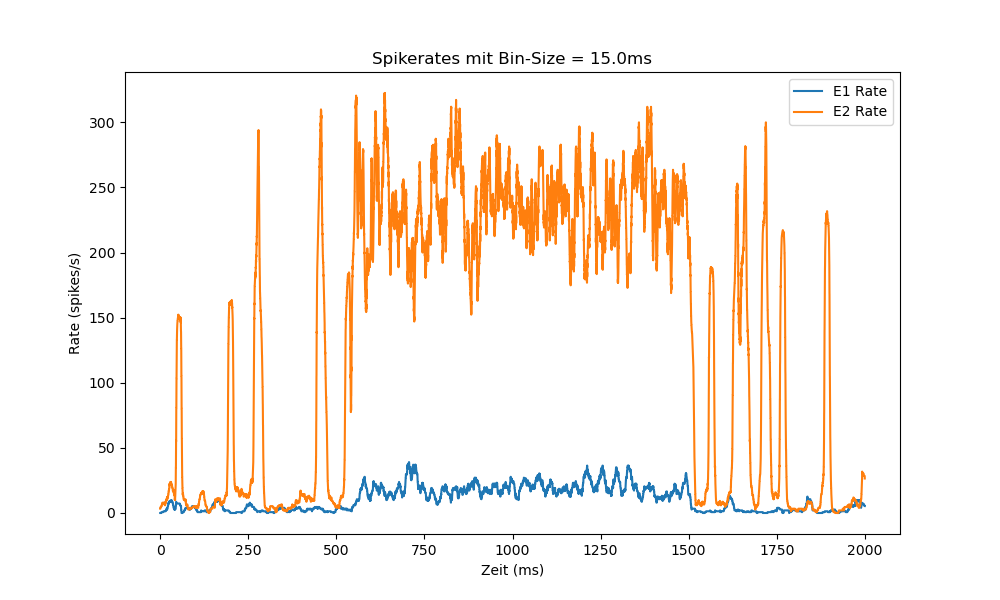 Spikerates mit Bin-Size = 15.0ms
E1 Rate
E2 Rate
300
250
200
150
100
50
0
Rate (spikes/s)
0 250 500 750 1000 1250 1500 1750 2000
Zeit (ms)